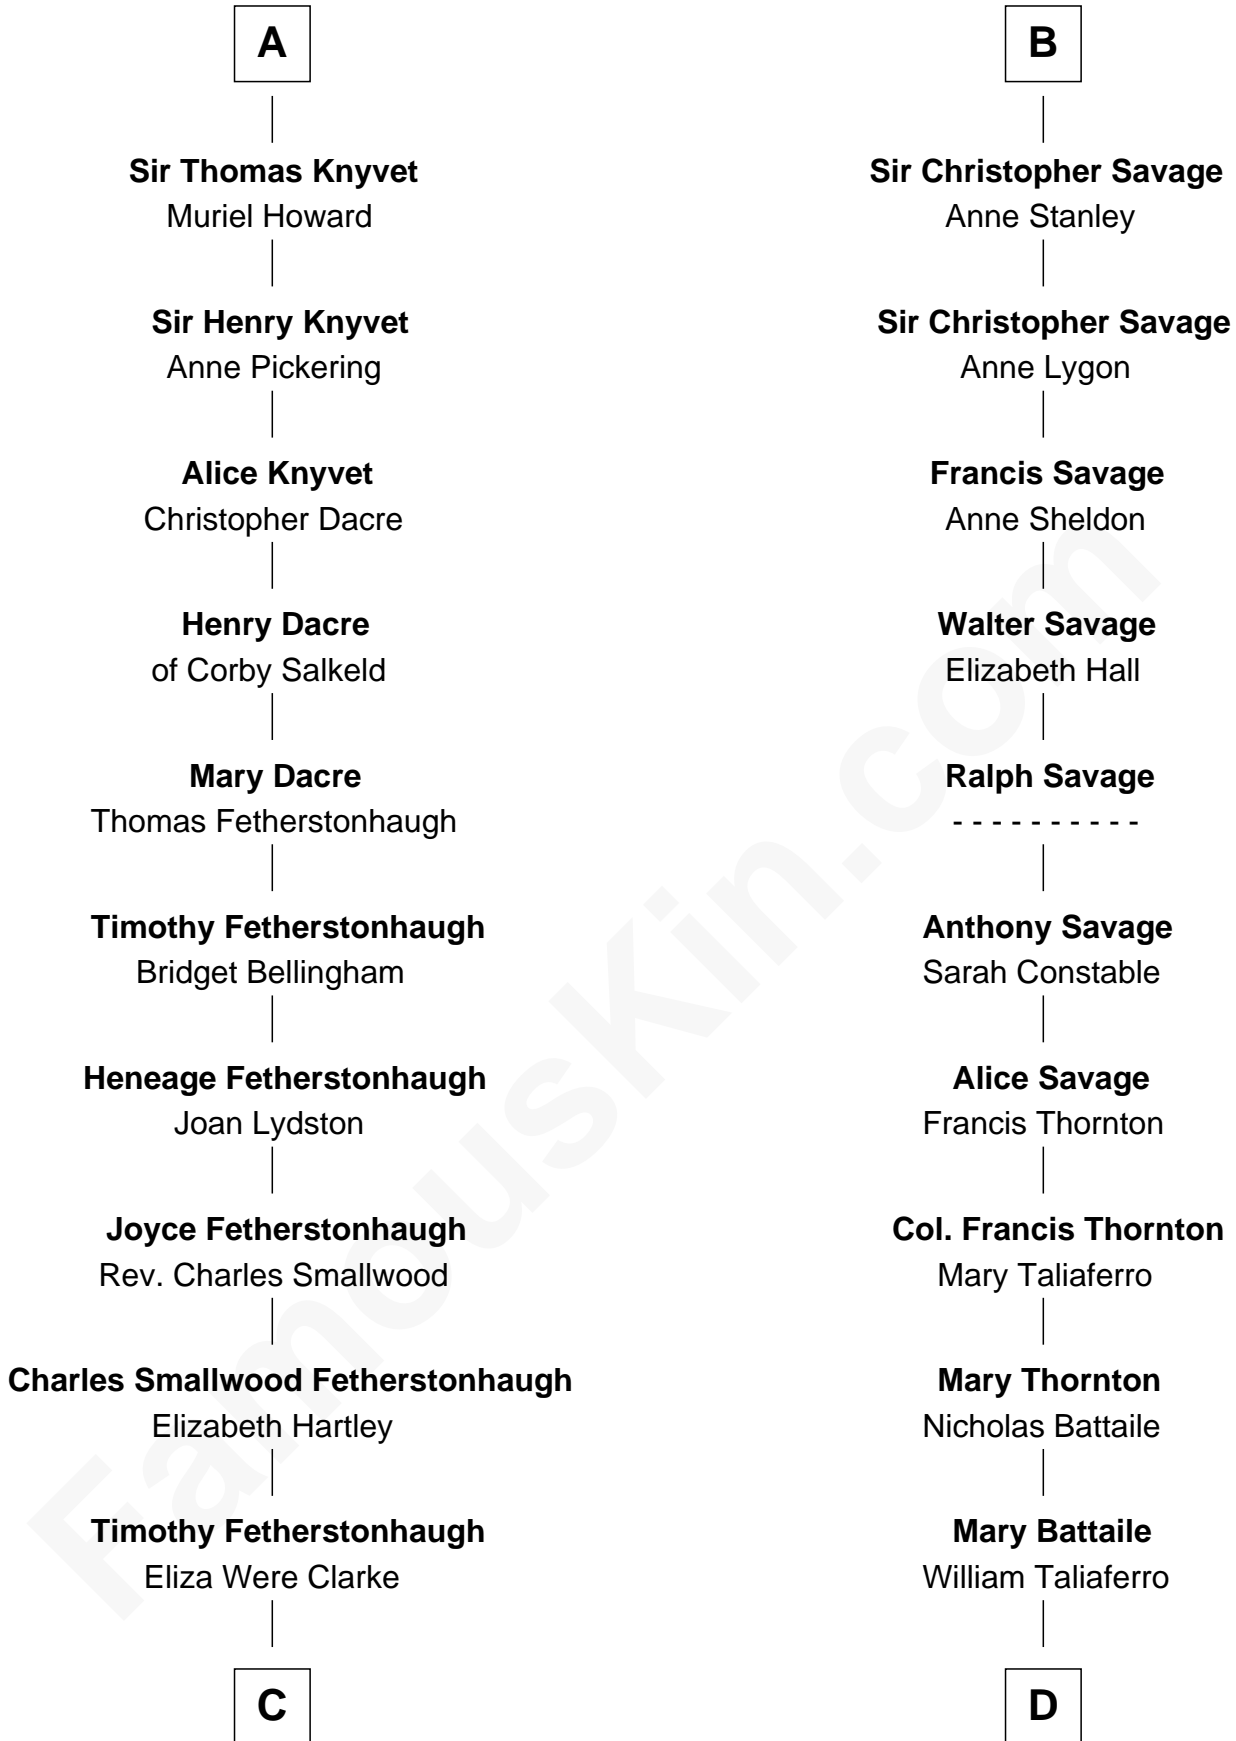 A
Sir Thomas Knyvet
Muriel Howard
Sir Henry Knyvet
Anne Pickering
Alice Knyvet
Christopher Dacre
Henry Dacre
of Corby Salkeld
Mary Dacre
Thomas Fetherstonhaugh
Timothy Fetherstonhaugh
Bridget Bellingham
Heneage Fetherstonhaugh
Joan Lydston
Joyce Fetherstonhaugh
Rev. Charles Smallwood
Charles Smallwood Fetherstonhaugh
Elizabeth Hartley
Timothy Fetherstonhaugh
Eliza Were Clarke
C
B
Sir Christopher Savage
Anne Stanley
Sir Christopher Savage
Anne Lygon
Francis Savage
Anne Sheldon
Walter Savage
Elizabeth Hall
Ralph Savage
- - - - - - - - - -
Anthony Savage
Sarah Constable
Alice Savage
Francis Thornton
Col. Francis Thornton
Mary Taliaferro
Mary Thornton
Nicholas Battaile
Mary Battaile
William Taliaferro
D
FamousKin.com